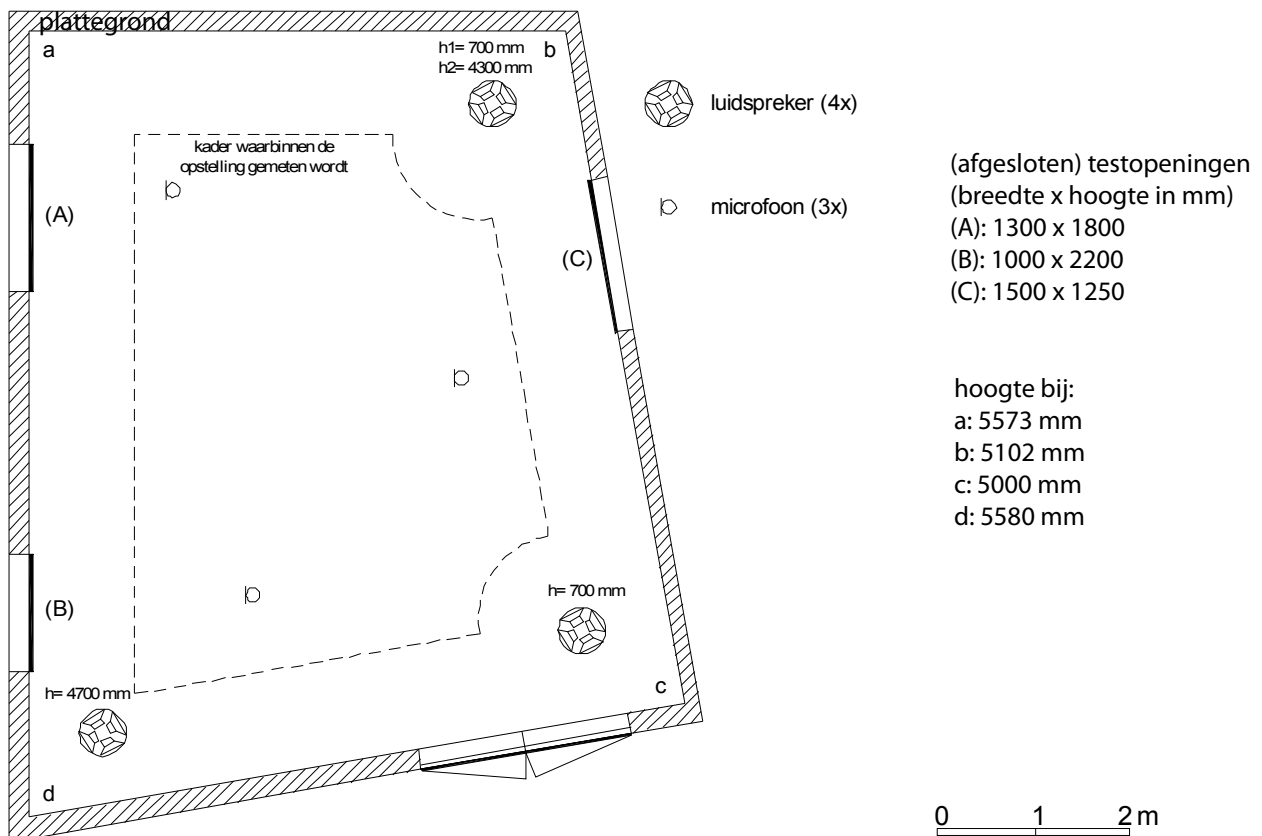 plattegrond
a
h1= 700 mm
h2= 4300 mm
b
luidspreker (4x)
kader waarbinnen de
opstelling gemeten wordt
(A)
microfoon (3x)
(C)
(afgesloten) testopeningen
(breedte x hoogte in mm)
(A): 1300 x 1800
(B): 1000 x 2200
(C): 1500 x 1250
hoogte bij:
a: 5573 mm
b: 5102 mm
c: 5000 mm
d: 5580 mm
h= 700 mm
(B)
h= 4700 mm
c
d
0 1 2 m